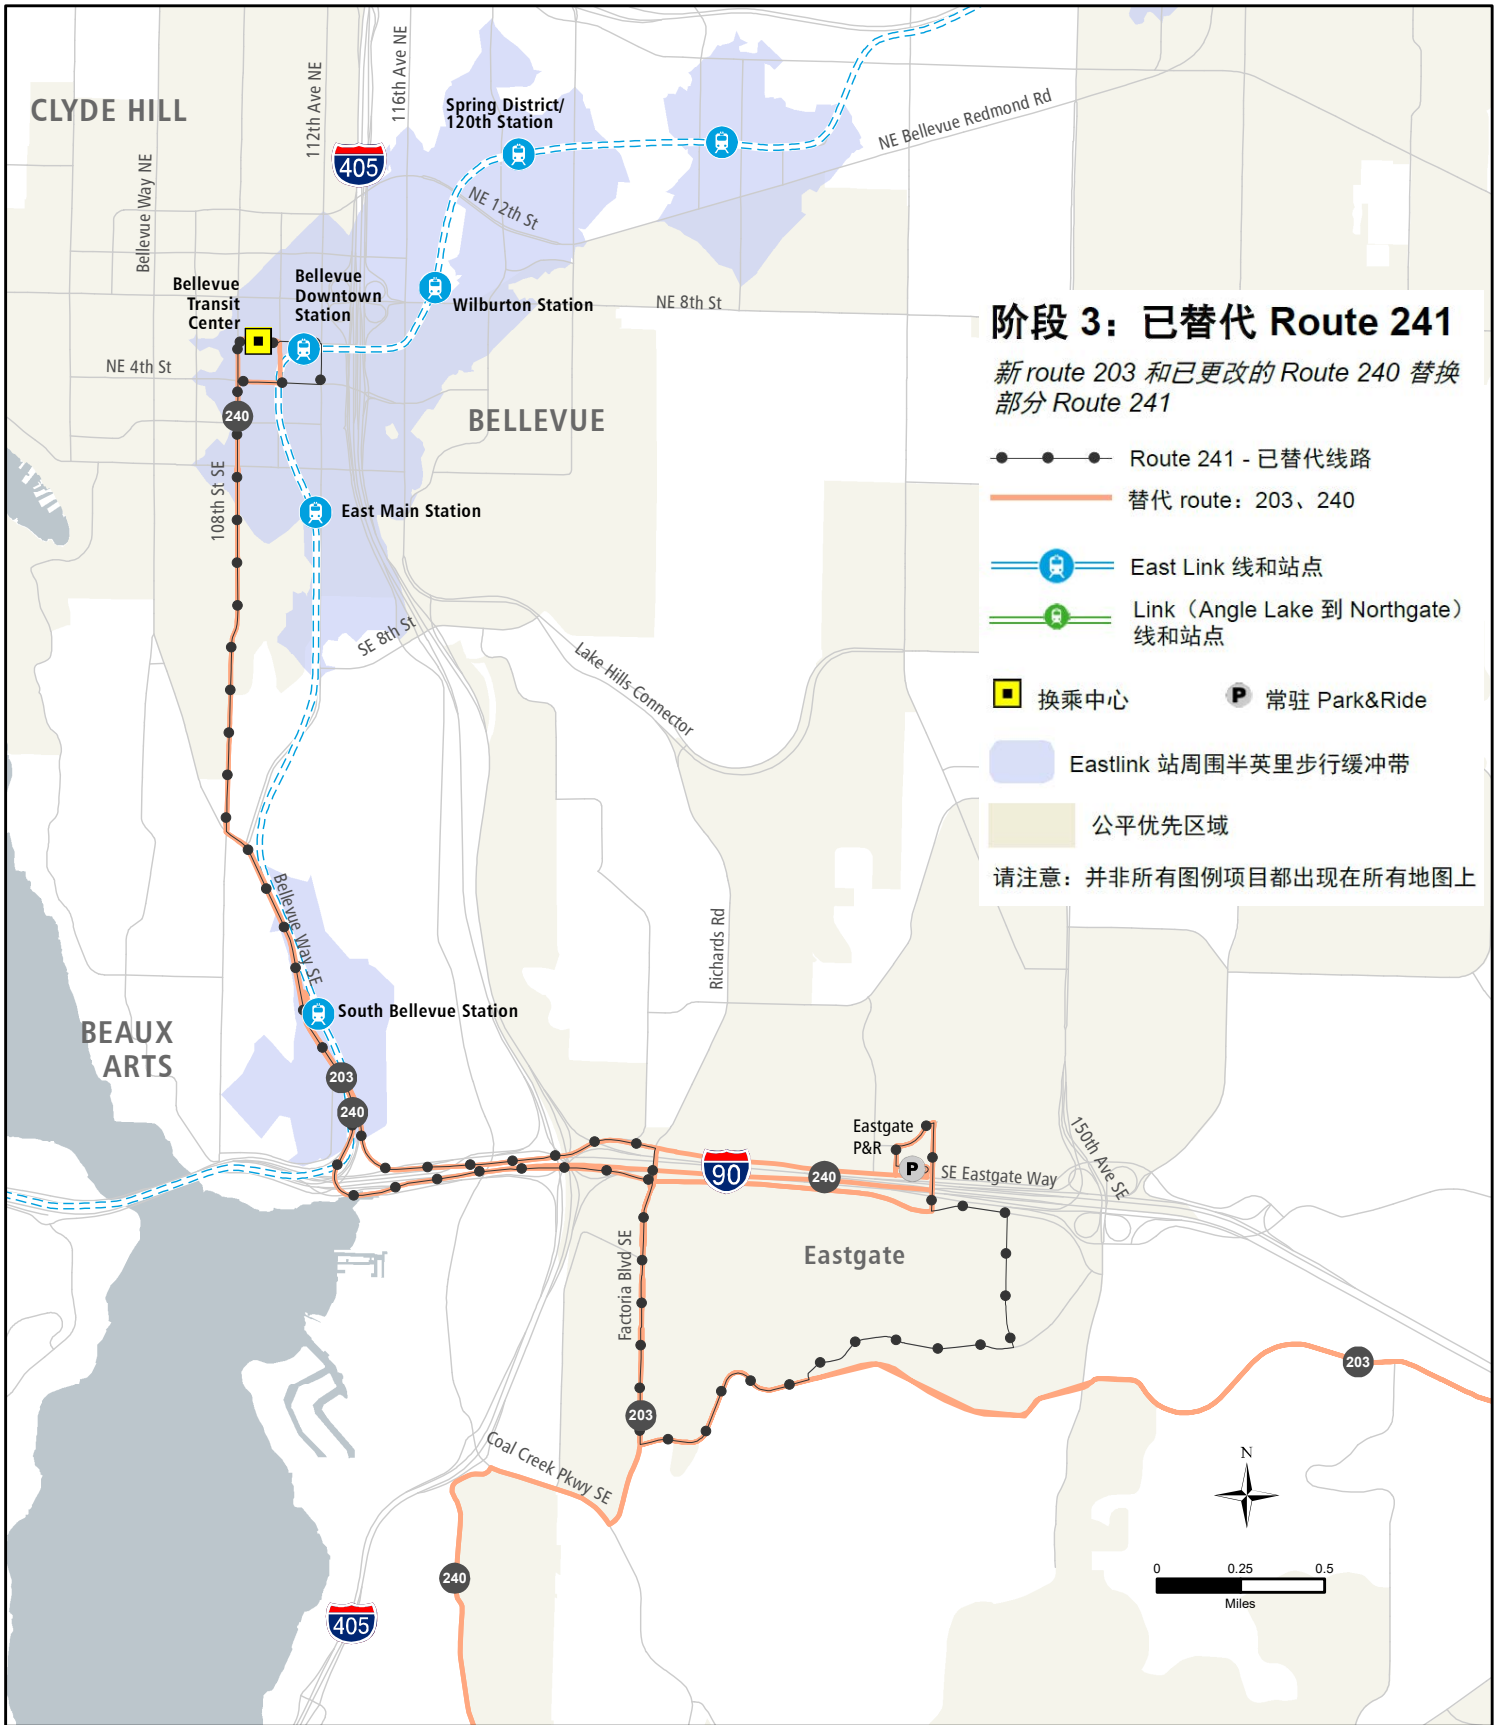 CLYDE HILL
Bellevue Way NE
112th Ave NE
116th Ave NE
405
Spring District/
120th Station
NE Bellevue Redmond Rd
NE 12th St
Bellevue
Transit
Center
Bellevue
Downtown
Station
Wilburton Station
NE 8th St
NE 4th St
240
BELLEVUE
108th St SE
East Main Station
SE 8th St
Lake Hills Connector
阶段 3：已替代 Route 241
新 route 203 和已更改的 Route 240 替换
部分 Route 241
Route 241 - 已替代线路
替代 route：203、240
East Link 线和站点
Link（Angle Lake 到 Northgate）
线和站点
换乘中心
P
常驻 Park&Ride
Eastlink 站周围半英里步行缓冲带
公平优先区域
请注意：并非所有图例项目都出现在所有地图上
Bellevue Way SE
Richards Rd
South Bellevue Station
BEAUX
ARTS
203
240
Eastgate
P&R
P
150th Ave SE
90
240
SE Eastgate Way
Factoria Blvd SE
Eastgate
203
203
Coal Creek Pkwy SE
240
405
N
0 0.25 0.5
Miles